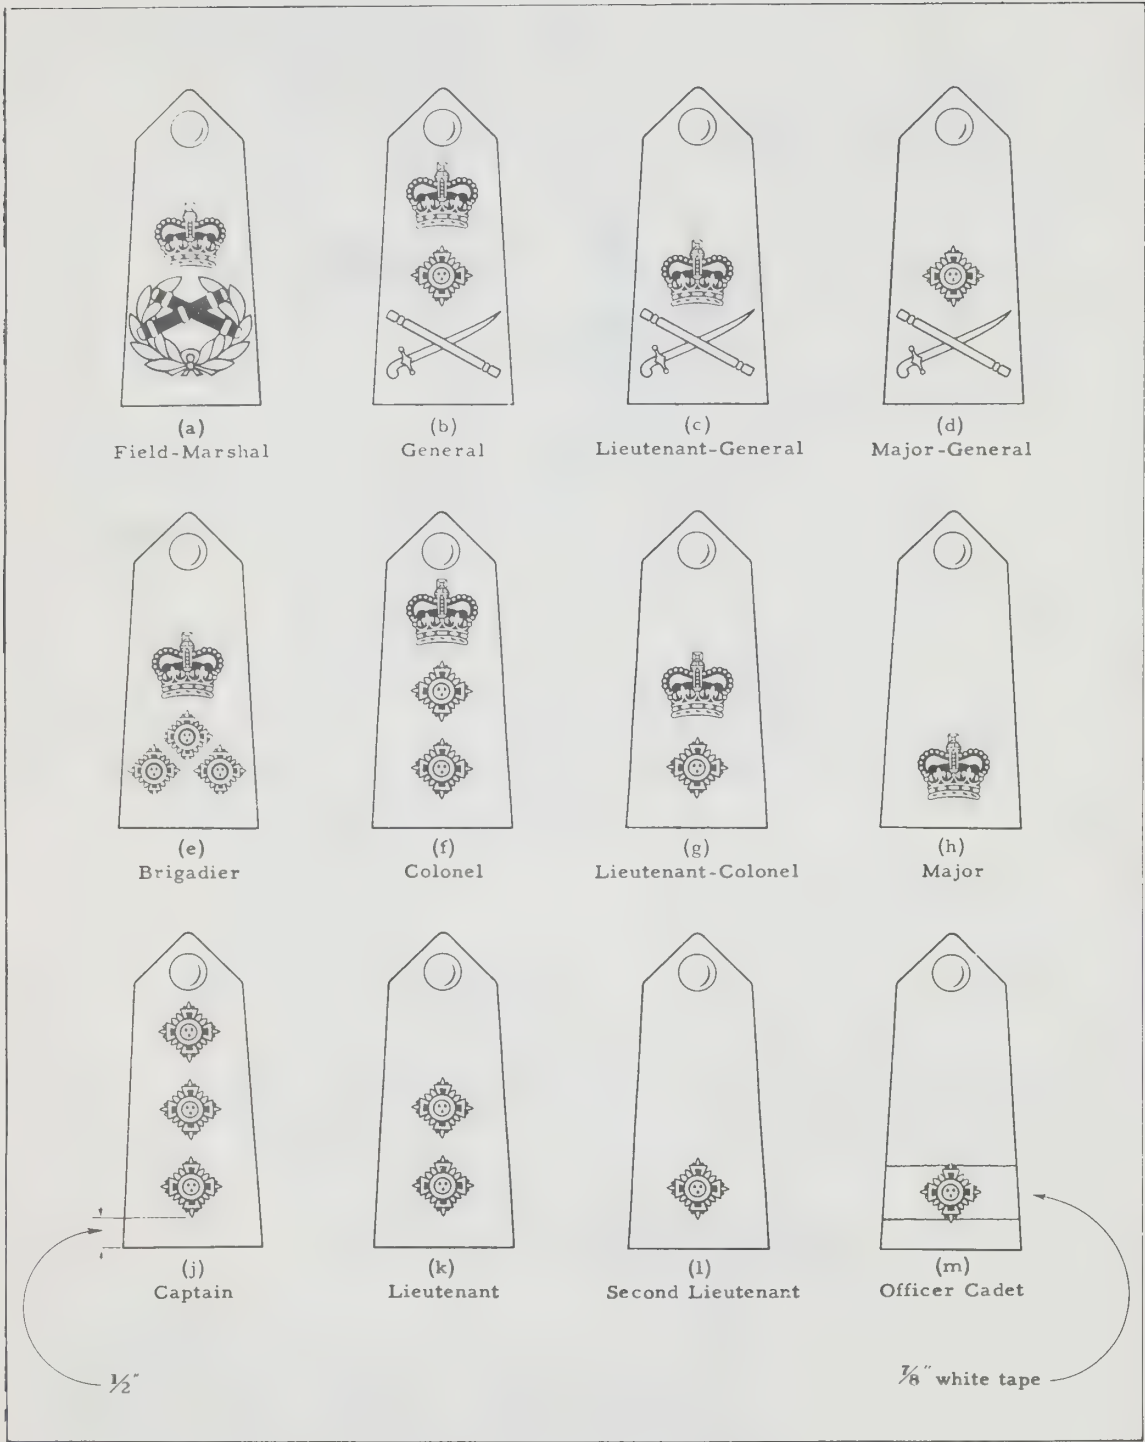 (a)
Field-Marshal
(b)
General
(c)
Lieutenant-General
(d)
Major-General
(e)
Brigadier
(f)
Colonel
(g)
Lieutenant-Colonel
(h)
Major
(j)
Captain
(k)
Lieutenant
(l)
Second Lieutenant
(m)
Officer Cadet
½"
⅞" white tape